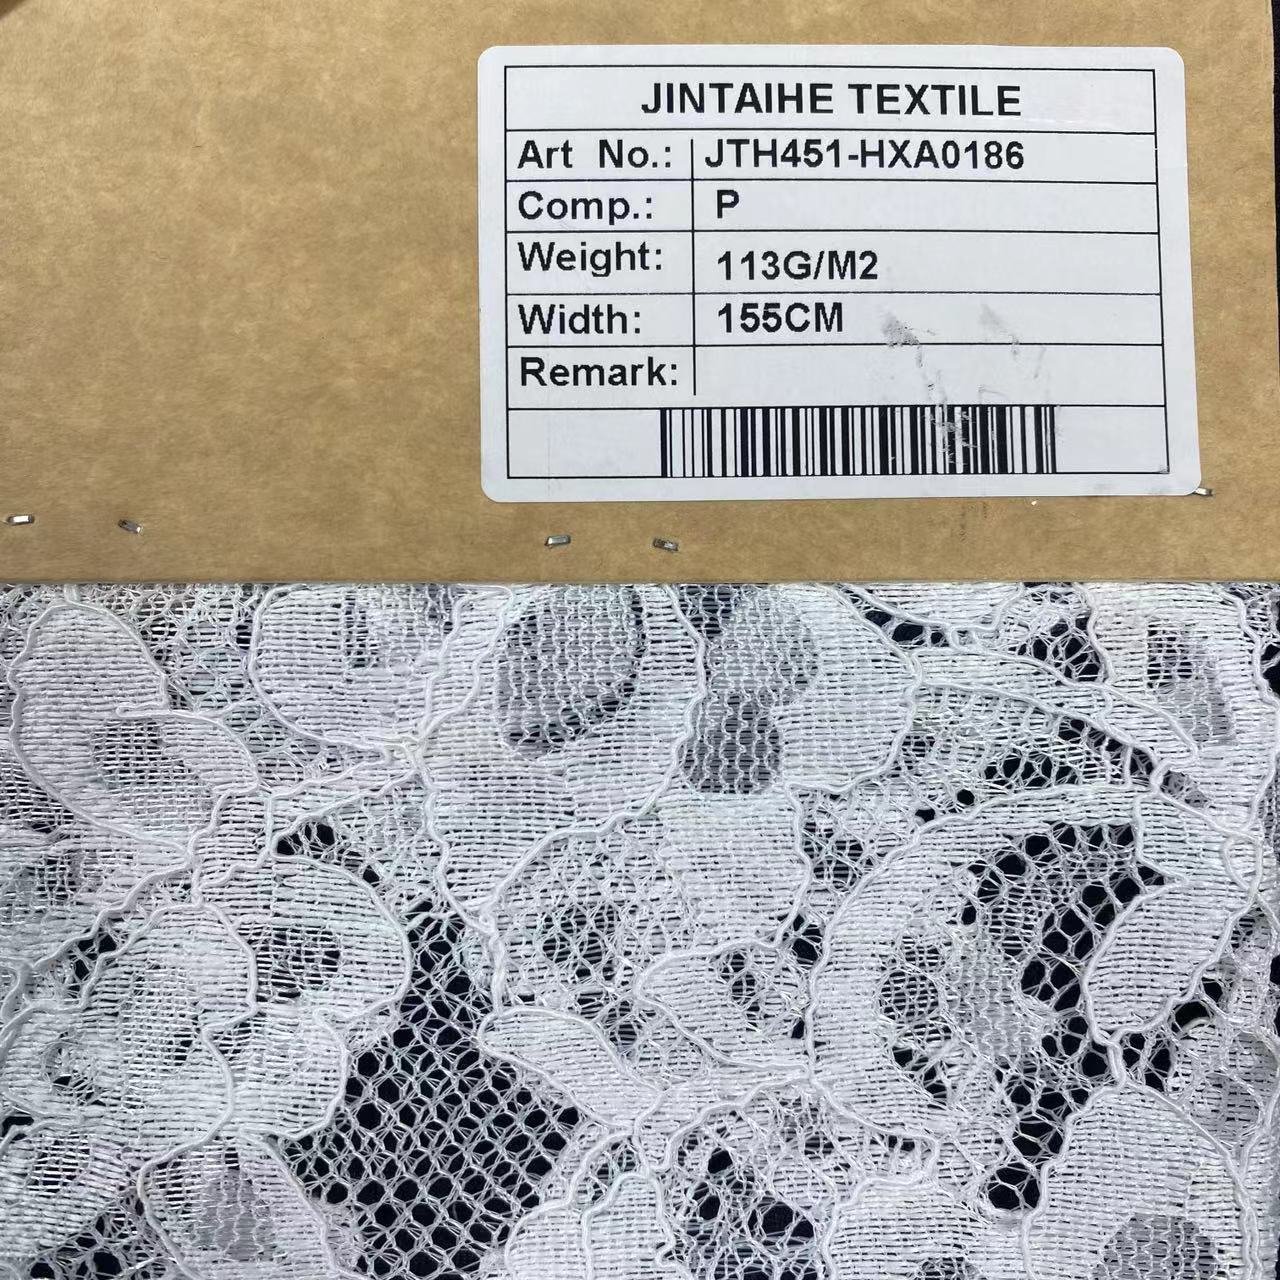 JINTAIHE TEXTILE
Art No.: JTH451-HXA0186
Comp.: P
Weight: 113G/M2
Width: 155CM
Remark: